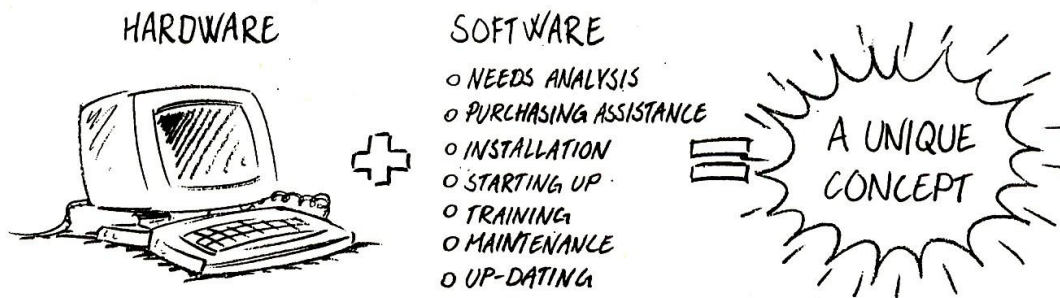 HARDWARE
SOFTWARE
o NEEDS ANALYSIS
o PURCHASING ASSISTANCE
o INSTALLATION
o STARTING UP
o TRAINING
o MAINTENANCE
o UP-DATING
A UNIQUE
CONCEPT